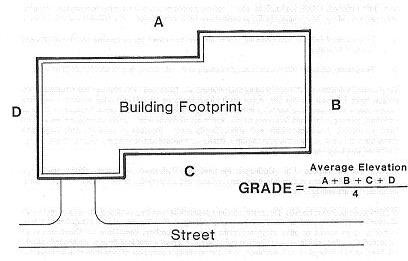 A
D
Building Footprint
B
C
Average Elevation
GRADE = A + B + C + D
4
Street